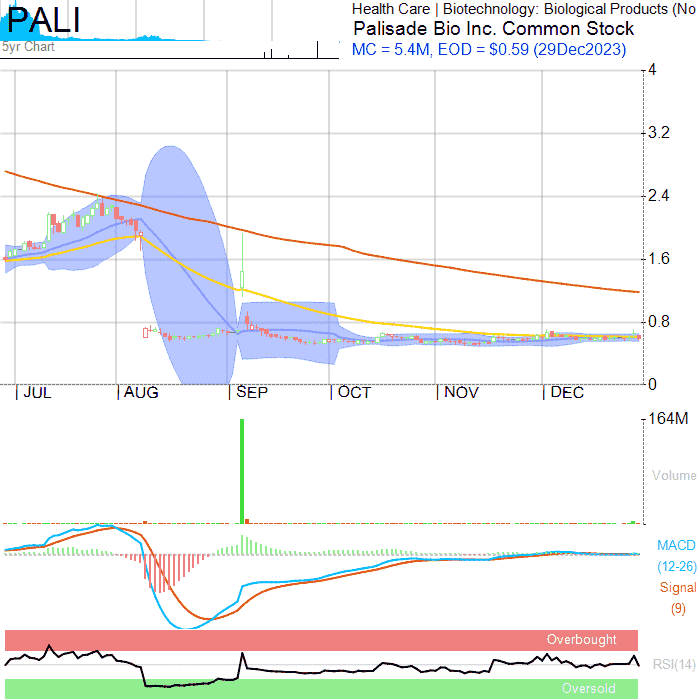 PALI
Health Care | Biotechnology: Biological Products (No
Palisade Bio Inc. Common Stock
MC = 5.4M, EOD = $0.59 (29Dec2023)
5yr Chart
4
3.2
2.4
1.6
0.8
0
JUL AUG SEP OCT NOV DEC
164M
Volume
MACD
(12-26)
Signal
(9)
Overbought
RSI(14)
Oversold